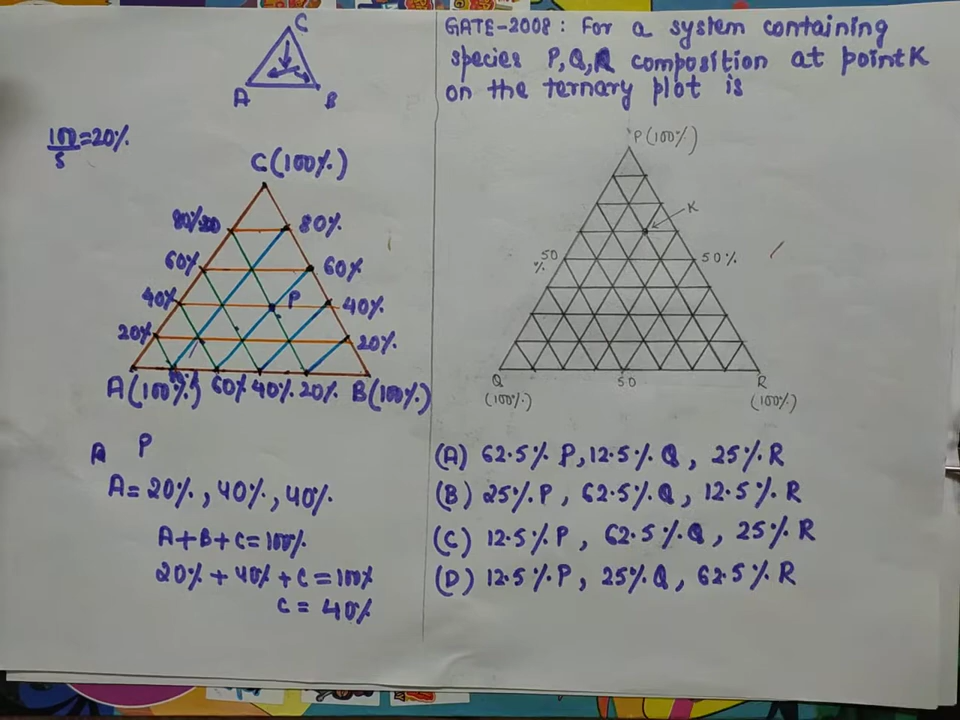 C
A
B
100/5 = 20%
C(100%)
80%
80%
60%
60%
P
40%
40%
20%
20%
A(100%) 60% 40% 20% B(100%)
A P
A = 20%, 40%, 40%
A+B+C = 100%
20% + 40% + C = 100%
C = 40%
GATE-2008: For a system containing
species P,Q,R composition at point K
on the ternary plot is
P(100%)
K
50
%
50%
Q
(100%)
50
R
(100%)
(A) 62.5% P, 12.5% Q, 25% R
(B) 25% P, 62.5% Q, 12.5% R
(C) 12.5% P, 62.5% Q, 25% R
(D) 12.5% P, 25% Q, 62.5% R